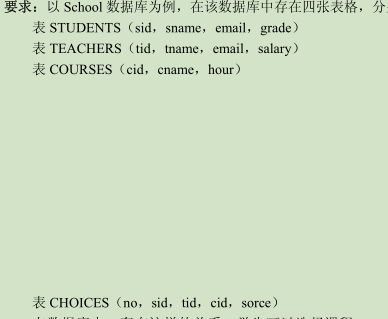 要求：以 School 数据库为例，在该数据库中存在四张表格，分
表 STUDENTS（sid，sname，email，grade）
表 TEACHERS（tid，tname，email，salary）
表 COURSES（cid，cname，hour）
表 CHOICES（no，sid，tid，cid，sorce）